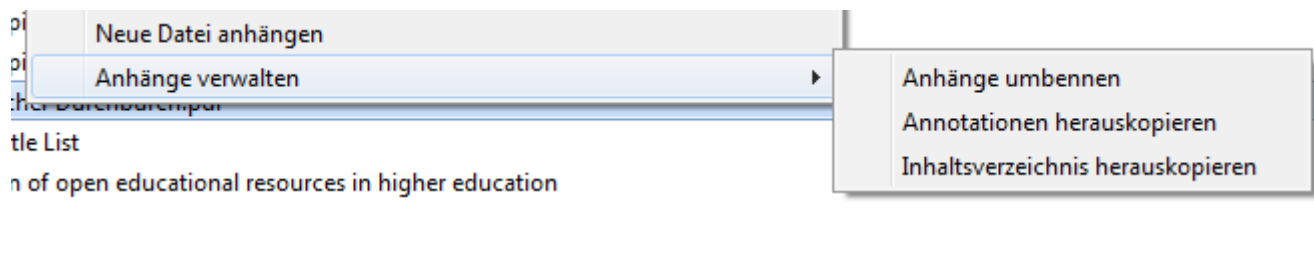 Neue Datei anhängen
Anhänge verwalten
Anhänge umbennen
Annotationen herauskopieren
Inhaltsverzeichnis herauskopieren
tle List
n of open educational resources in higher education